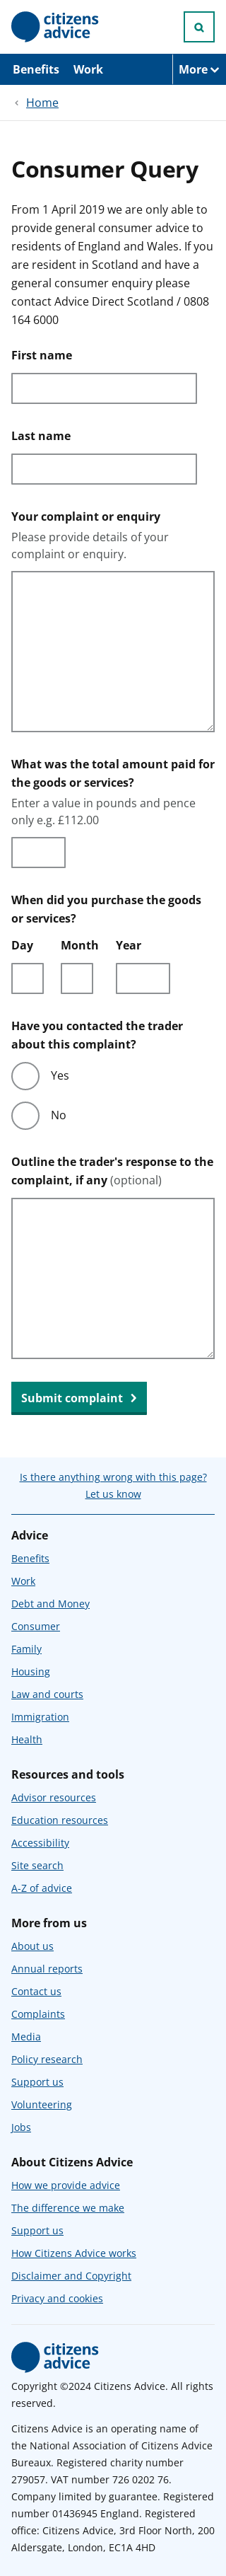 citizens
advice
Benefits Work More
Home
Consumer Query
From 1 April 2019 we are only able to
provide general consumer advice to
residents of England and Wales. If you
are resident in Scotland and have a
general consumer enquiry please
contact Advice Direct Scotland / 0808
164 6000
First name
Last name
Your complaint or enquiry
Please provide details of your
complaint or enquiry.
What was the total amount paid for
the goods or services?
Enter a value in pounds and pence
only e.g. £112.00
When did you purchase the goods
or services?
Day Month Year
Have you contacted the trader
about this complaint?
Yes
No
Outline the trader's response to the
complaint, if any (optional)
Submit complaint
Is there anything wrong with this page?
Let us know
Advice
Benefits
Work
Debt and Money
Consumer
Family
Housing
Law and courts
Immigration
Health
Resources and tools
Advisor resources
Education resources
Accessibility
Site search
A-Z of advice
More from us
About us
Annual reports
Contact us
Complaints
Media
Policy research
Support us
Volunteering
Jobs
About Citizens Advice
How we provide advice
The difference we make
Support us
How Citizens Advice works
Disclaimer and Copyright
Privacy and cookies
citizens
advice
Copyright ©2024 Citizens Advice. All rights
reserved.
Citizens Advice is an operating name of
the National Association of Citizens Advice
Bureaux. Registered charity number
279057. VAT number 726 0202 76.
Company limited by guarantee. Registered
number 01436945 England. Registered
office: Citizens Advice, 3rd Floor North, 200
Aldersgate, London, EC1A 4HD